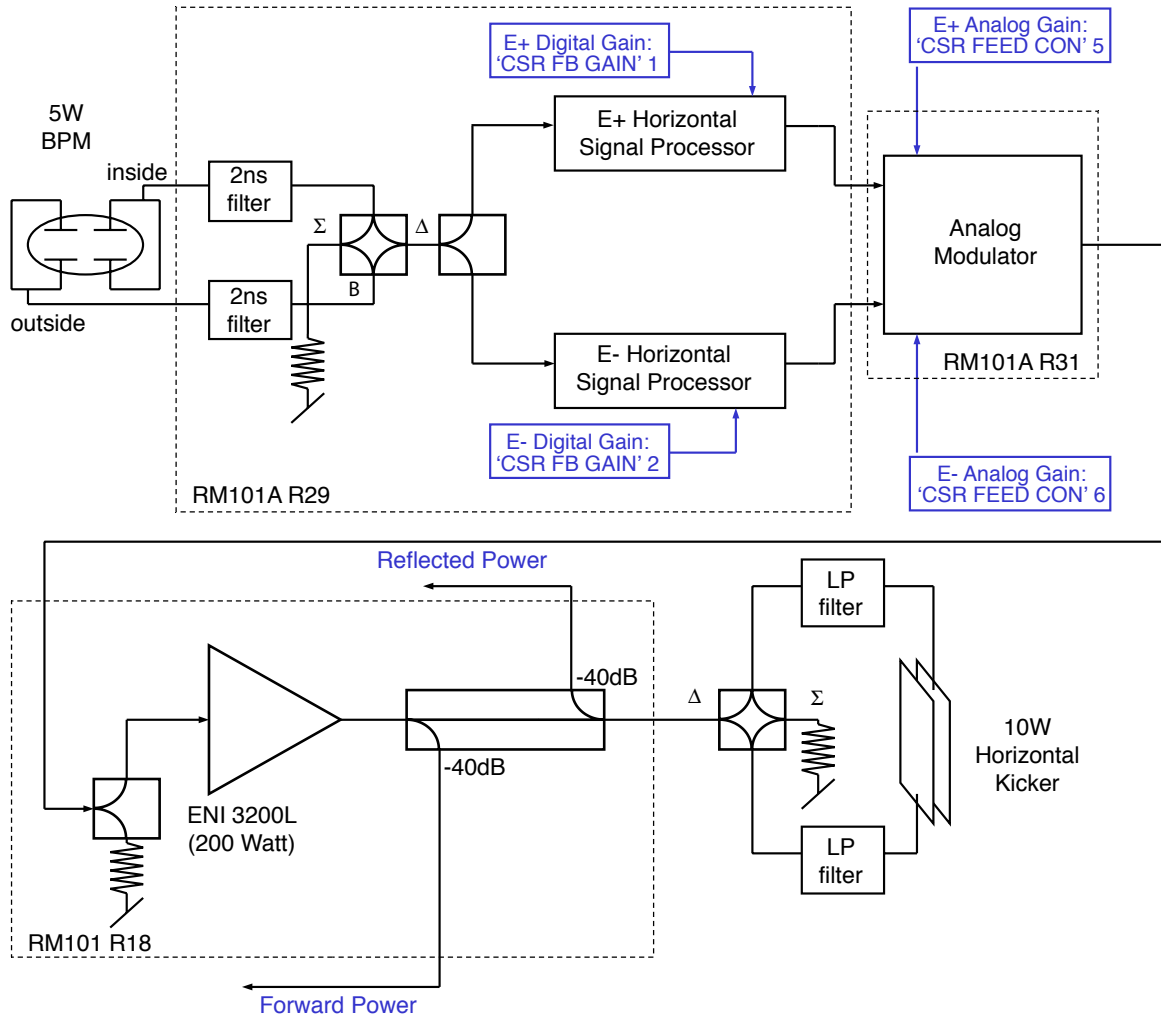 E+ Digital Gain:
'CSR FB GAIN' 1
E+ Analog Gain:
'CSR FEED CON' 5
5W
BPM
inside
outside
2ns
filter
2ns
filter
Σ
Δ
B
E+ Horizontal
Signal Processor
E- Horizontal
Signal Processor
Analog
Modulator
RM101A R31
E- Digital Gain:
'CSR FB GAIN' 2
E- Analog Gain:
'CSR FEED CON' 6
RM101A R29
Reflected Power
LP
filter
-40dB
-40dB
Δ
Σ
10W
Horizontal
Kicker
ENI 3200L
(200 Watt)
LP
filter
RM101 R18
Forward Power